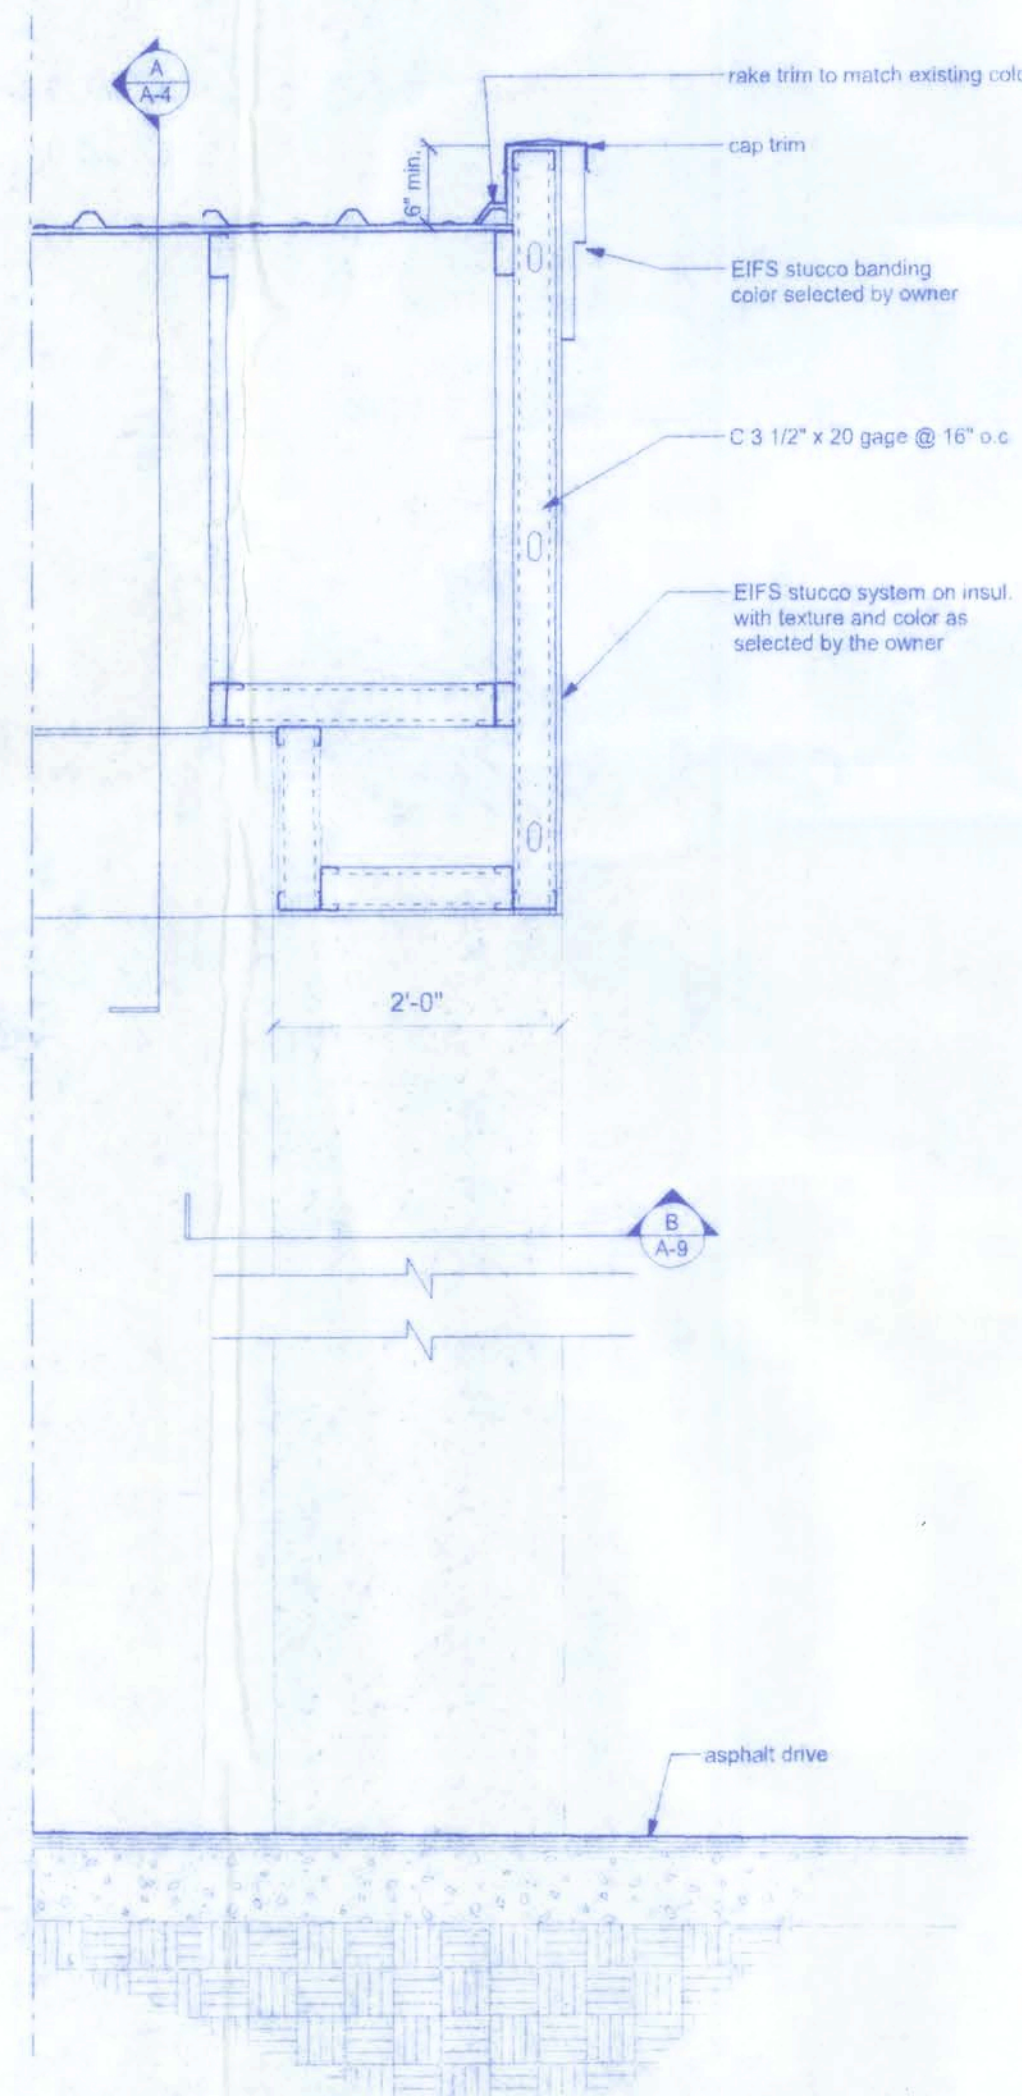 A
A-4
rake trim to match existing
cap trim
6" min.
EIFS stucco banding
color selected by owner
C 3 1/2" x 20 gage @ 16" o.c
EIFS stucco system on insul.
with texture and color as
selected by the owner
2'-0"
B
A-9
asphalt drive